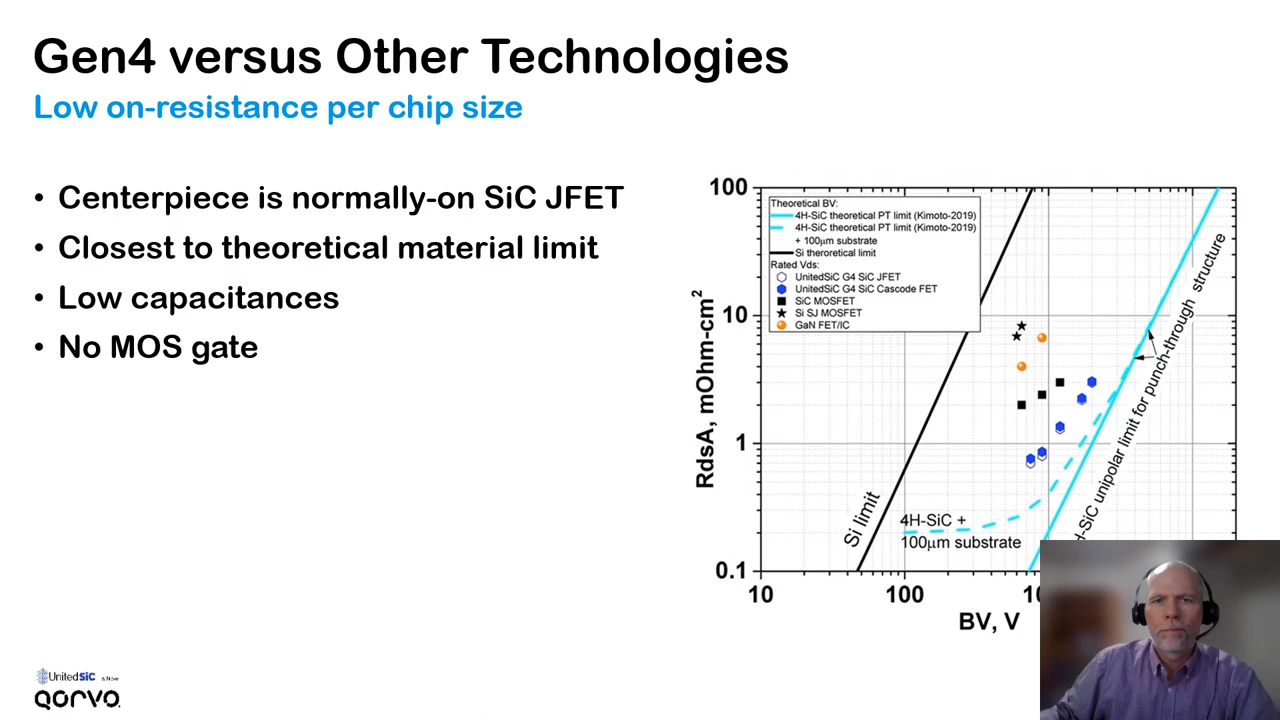 Gen4 versus Other Technologies
Low on-resistance per chip size
• Centerpiece is normally-on SiC JFET
• Closest to theoretical material limit
• Low capacitances
• No MOS gate
Theoretical BV:
4H-SiC theoretical PT limit (Kimoto-2019)
4H-SiC theoretical PT limit (Kimoto-2019)
+ 100μm substrate
Si theroretical limit
Rated Vds:
UnitedSiC G4 SiC JFET
UnitedSiC G4 SiC Cascode FET
SiC MOSFET
Si SJ MOSFET
GaN FET/IC
100
10
1
0.1
RdsA, mOhm-cm²
Si limit
4H-SiC +
100μm substrate
H-SiC unipolar limit for punch-through structure
10
100
10
BV, V
UnitedSiC is Now
QORVO